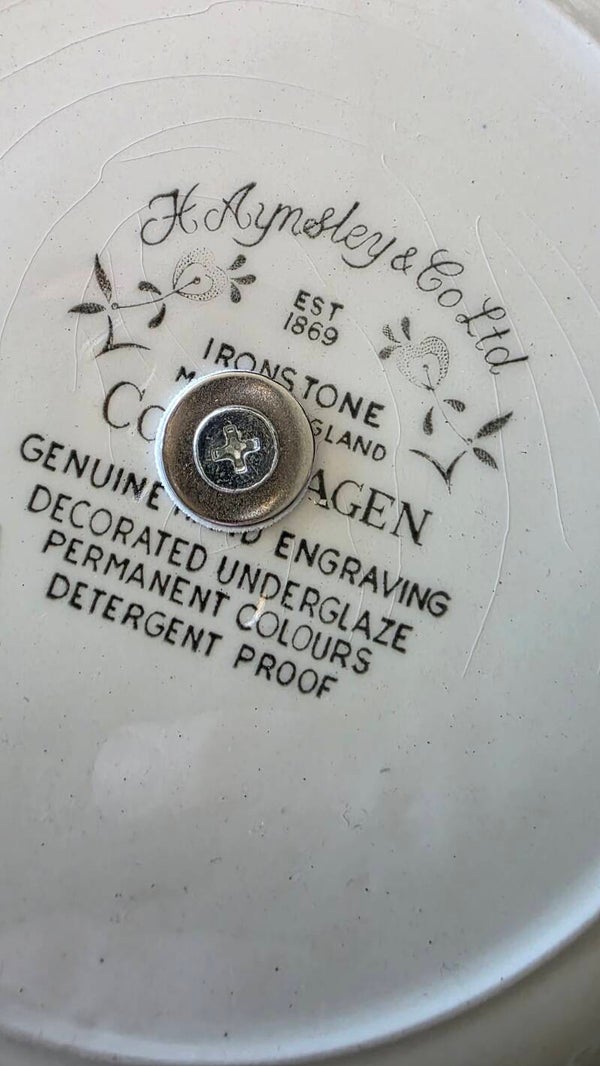 H Aynsley & Co Ltd
EST
1869
IRONSTONE
GENUINE ENGRAVING
DECORATED UNDERGLAZE
PERMANENT COLOURS
DETERGENT PROOF